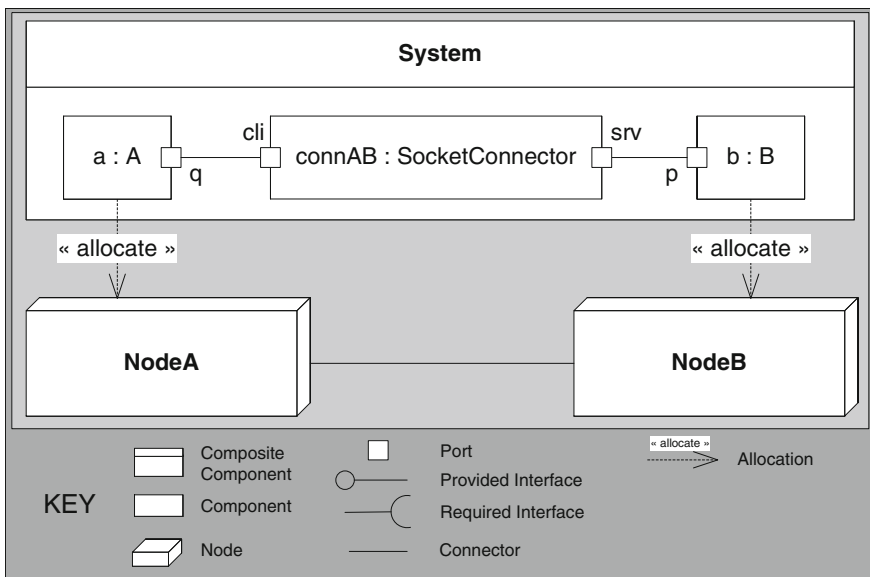 System
cli
srv
a : A
connAB : SocketConnector
b : B
q
p
« allocate »
« allocate »
NodeA
NodeB
KEY
Composite
Component
Component
Node
Port
Provided Interface
Required Interface
Connector
« allocate »
Allocation